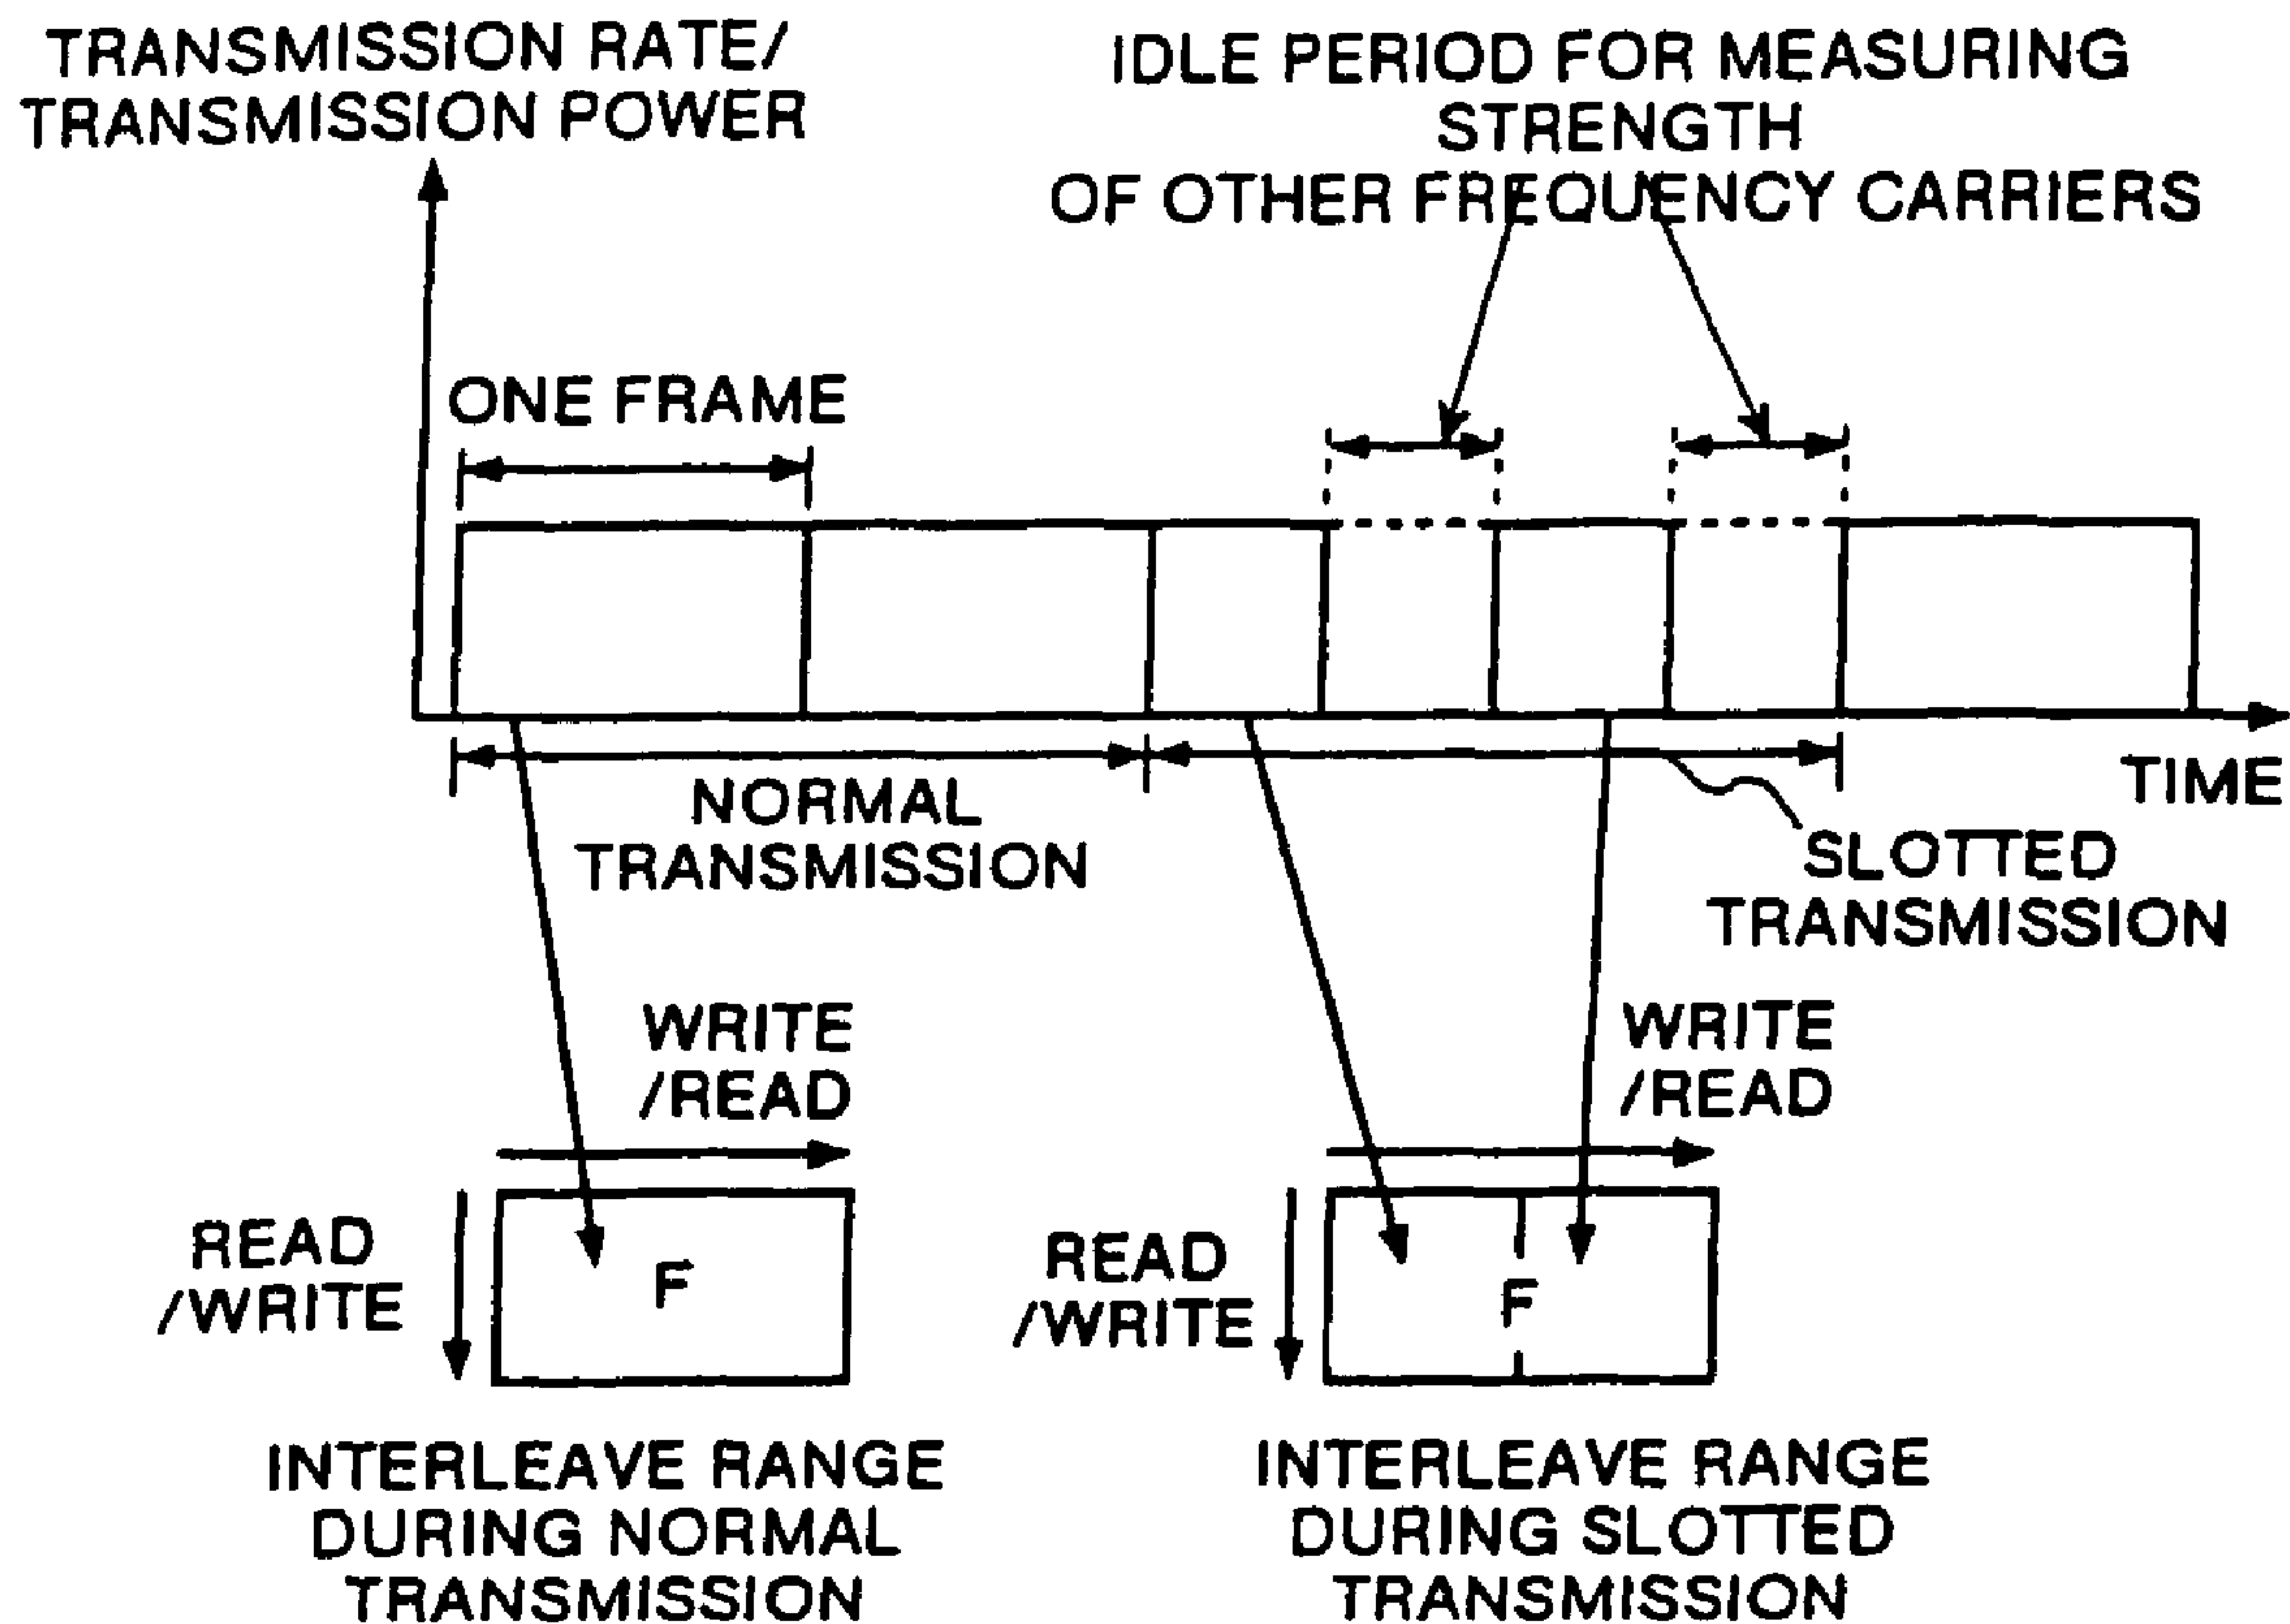 TRANSMISSION RATE/
TRANSMISSION POWER
IDLE PERIOD FOR MEASURING
STRENGTH
OF OTHER FREQUENCY CARRIERS
ONE FRAME
TIME
NORMAL
TRANSMISSION
SLOTTED
TRANSMISSION
WRITE
/READ
READ
/WRITE
F
INTERLEAVE RANGE
DURING NORMAL
TRANSMISSION
WRITE
/READ
READ
/WRITE
F
INTERLEAVE RANGE
DURING SLOTTED
TRANSMISSION